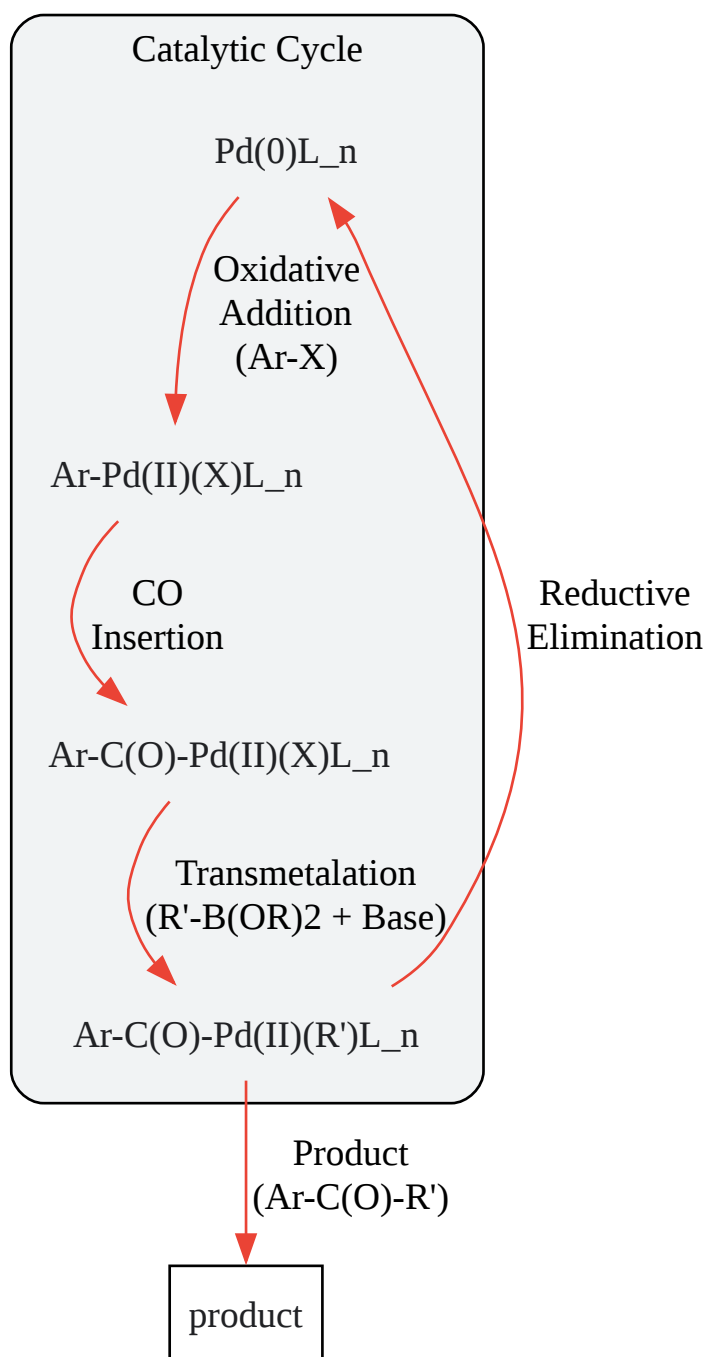 Catalytic Cycle
Pd(0)L_n
Oxidative
Addition
(Ar-X)
Ar-Pd(II)(X)L_n
CO
Insertion
Reductive
Elimination
Ar-C(O)-Pd(II)(X)L_n
Transmetalation
(R'-B(OR)2 + Base)
Ar-C(O)-Pd(II)(R')L_n
Product
(Ar-C(O)-R')
product